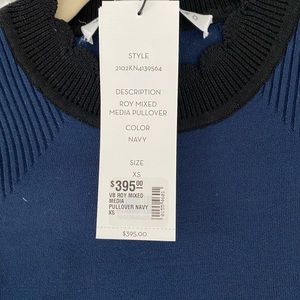 STYLE
2102KN4139564
DESCRIPTION
ROY MIXED
MEDIA PULLOVER
COLOR
NAVY
SIZE
XS
$395.00
VB ROY MIXED
MEDIA
PULLOVER NAVY
XS
$395.00